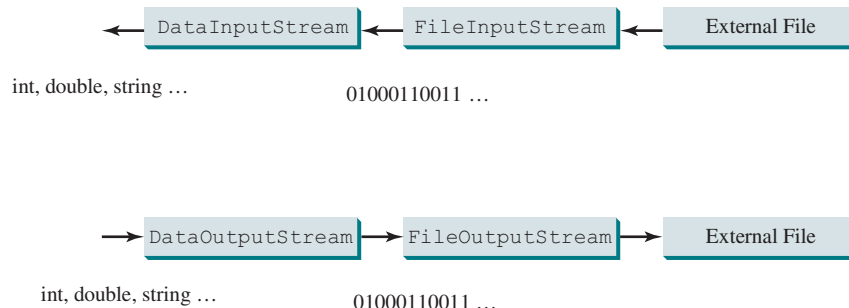 DataInputStream FileInputStream External File
int, double, string …
01000110011 …
DataOutputStream FileOutputStream External File
int, double, string …
01000110011 …